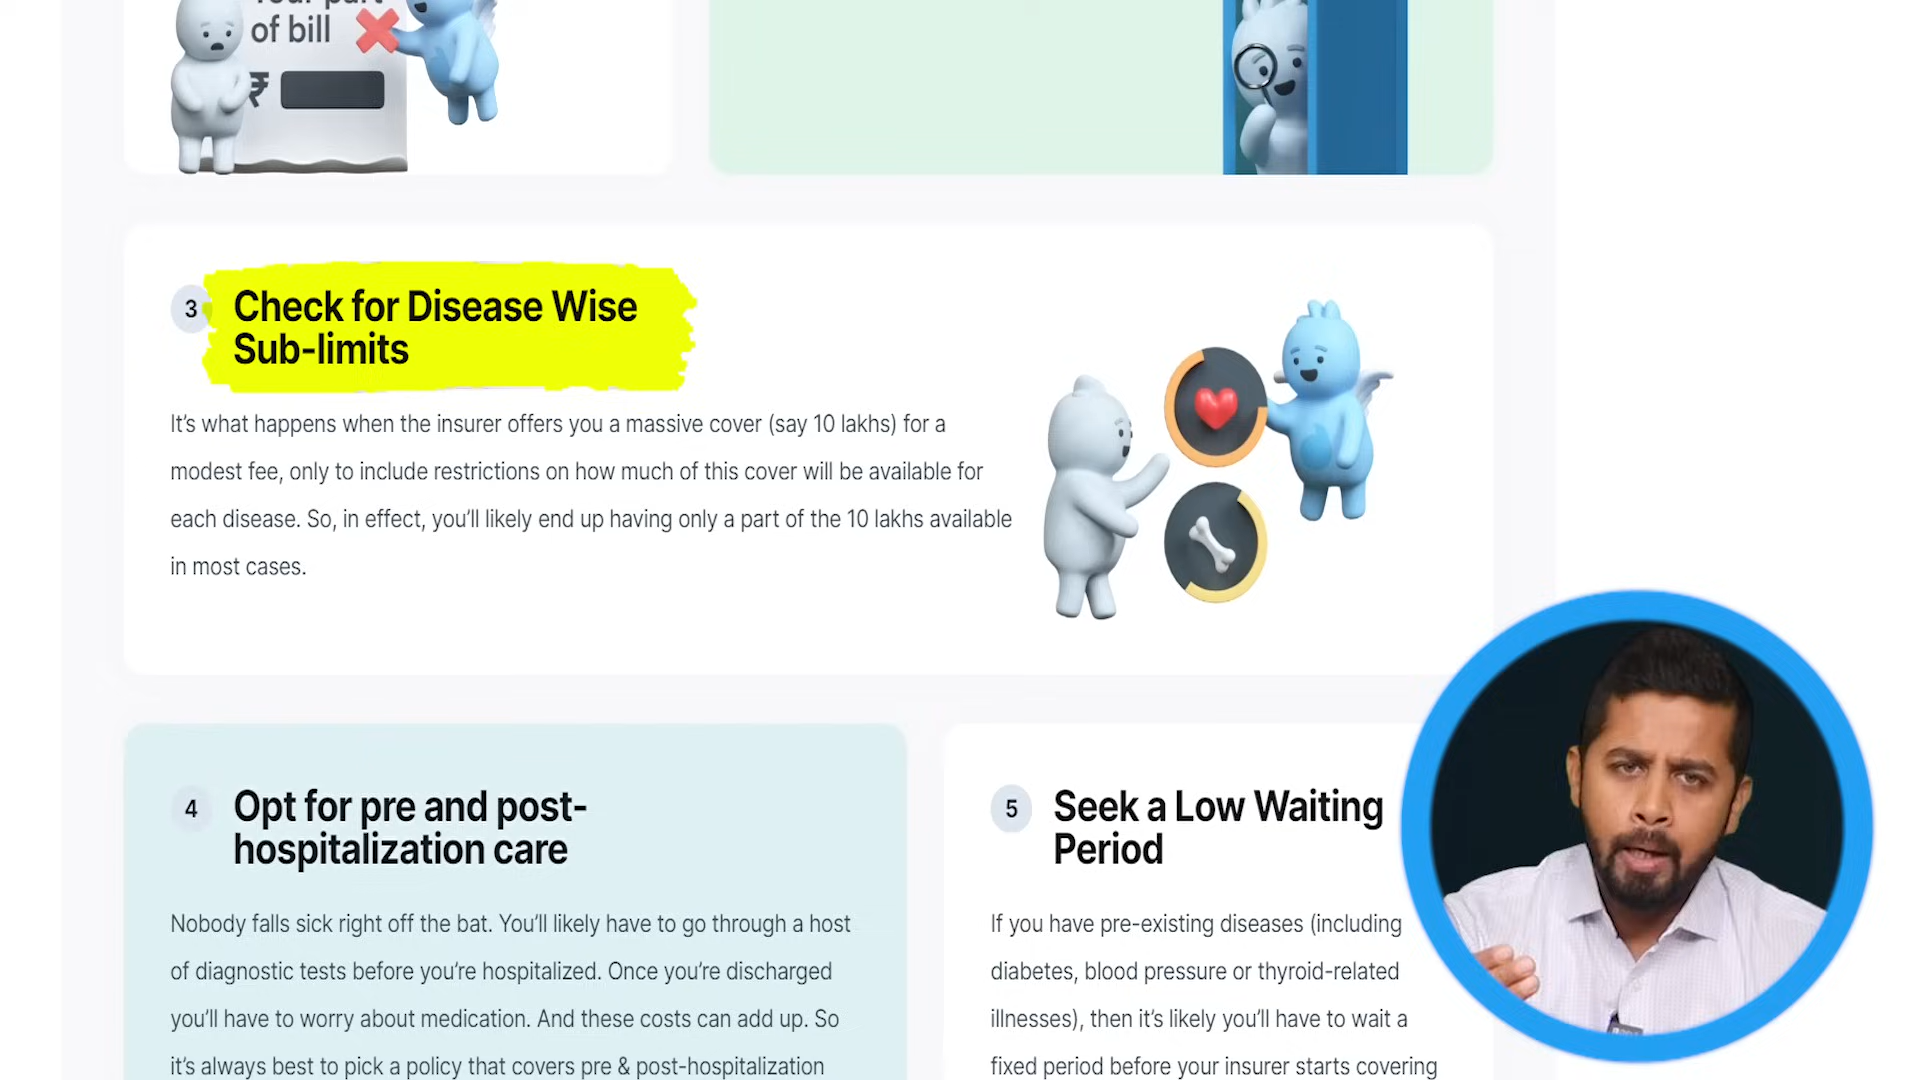 Your part
of bill
₹
3
Check for Disease Wise
Sub-limits
It's what happens when the insurer offers you a massive cover (say 10 lakhs) for a
modest fee, only to include restrictions on how much of this cover will be available for
each disease. So, in effect, you'll likely end up having only a part of the 10 lakhs available
in most cases.
4
Opt for pre and post-
hospitalization care
Nobody falls sick right off the bat. You'll likely have to go through a host
of diagnostic tests before you're hospitalized. Once you're discharged
you'll have to worry about medication. And these costs can add up. So
it's always best to pick a policy that covers pre & post-hospitalization
5
Seek a Low Waiting
Period
If you have pre-existing diseases (including
diabetes, blood pressure or thyroid-related
illnesses), then it's likely you'll have to wait a
fixed period before your insurer starts covering